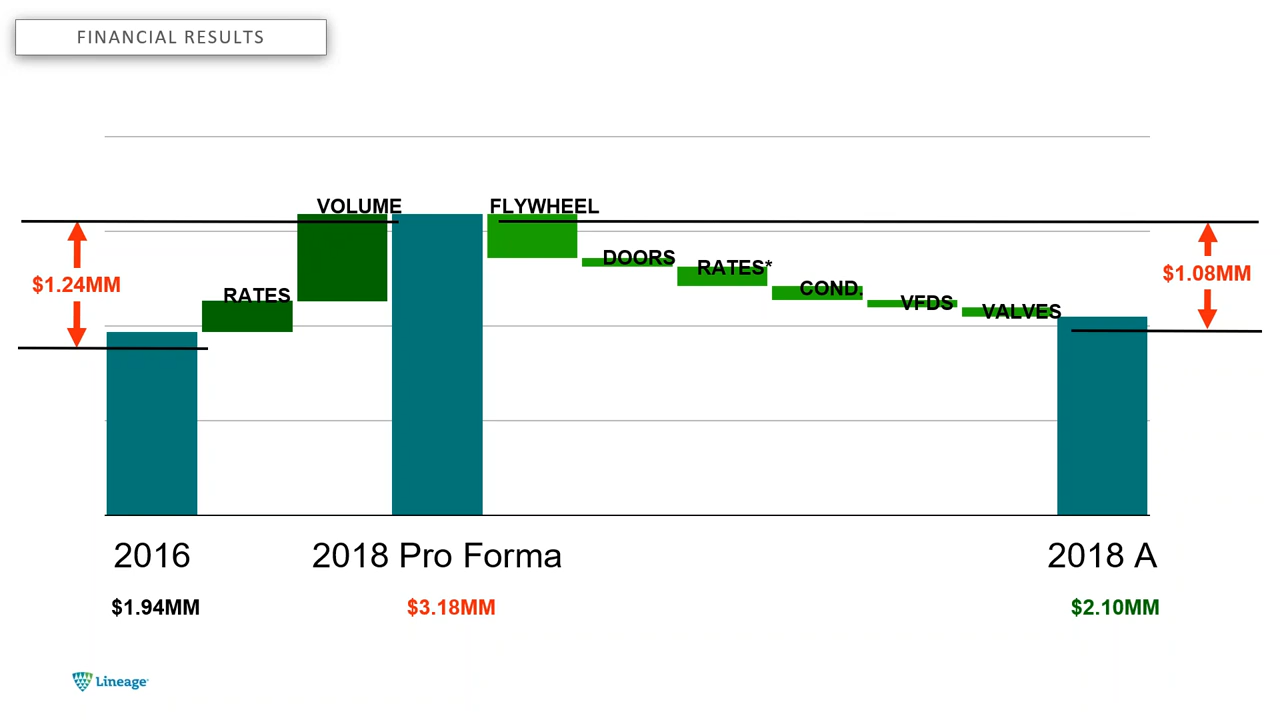 FINANCIAL RESULTS
VOLUME
FLYWHEEL
DOORS
RATES*
$1.24MM
$1.08MM
RATES
COND.
VFDS
VALVES
2016
2018 Pro Forma
2018 A
$1.94MM
$3.18MM
$2.10MM
Lineage